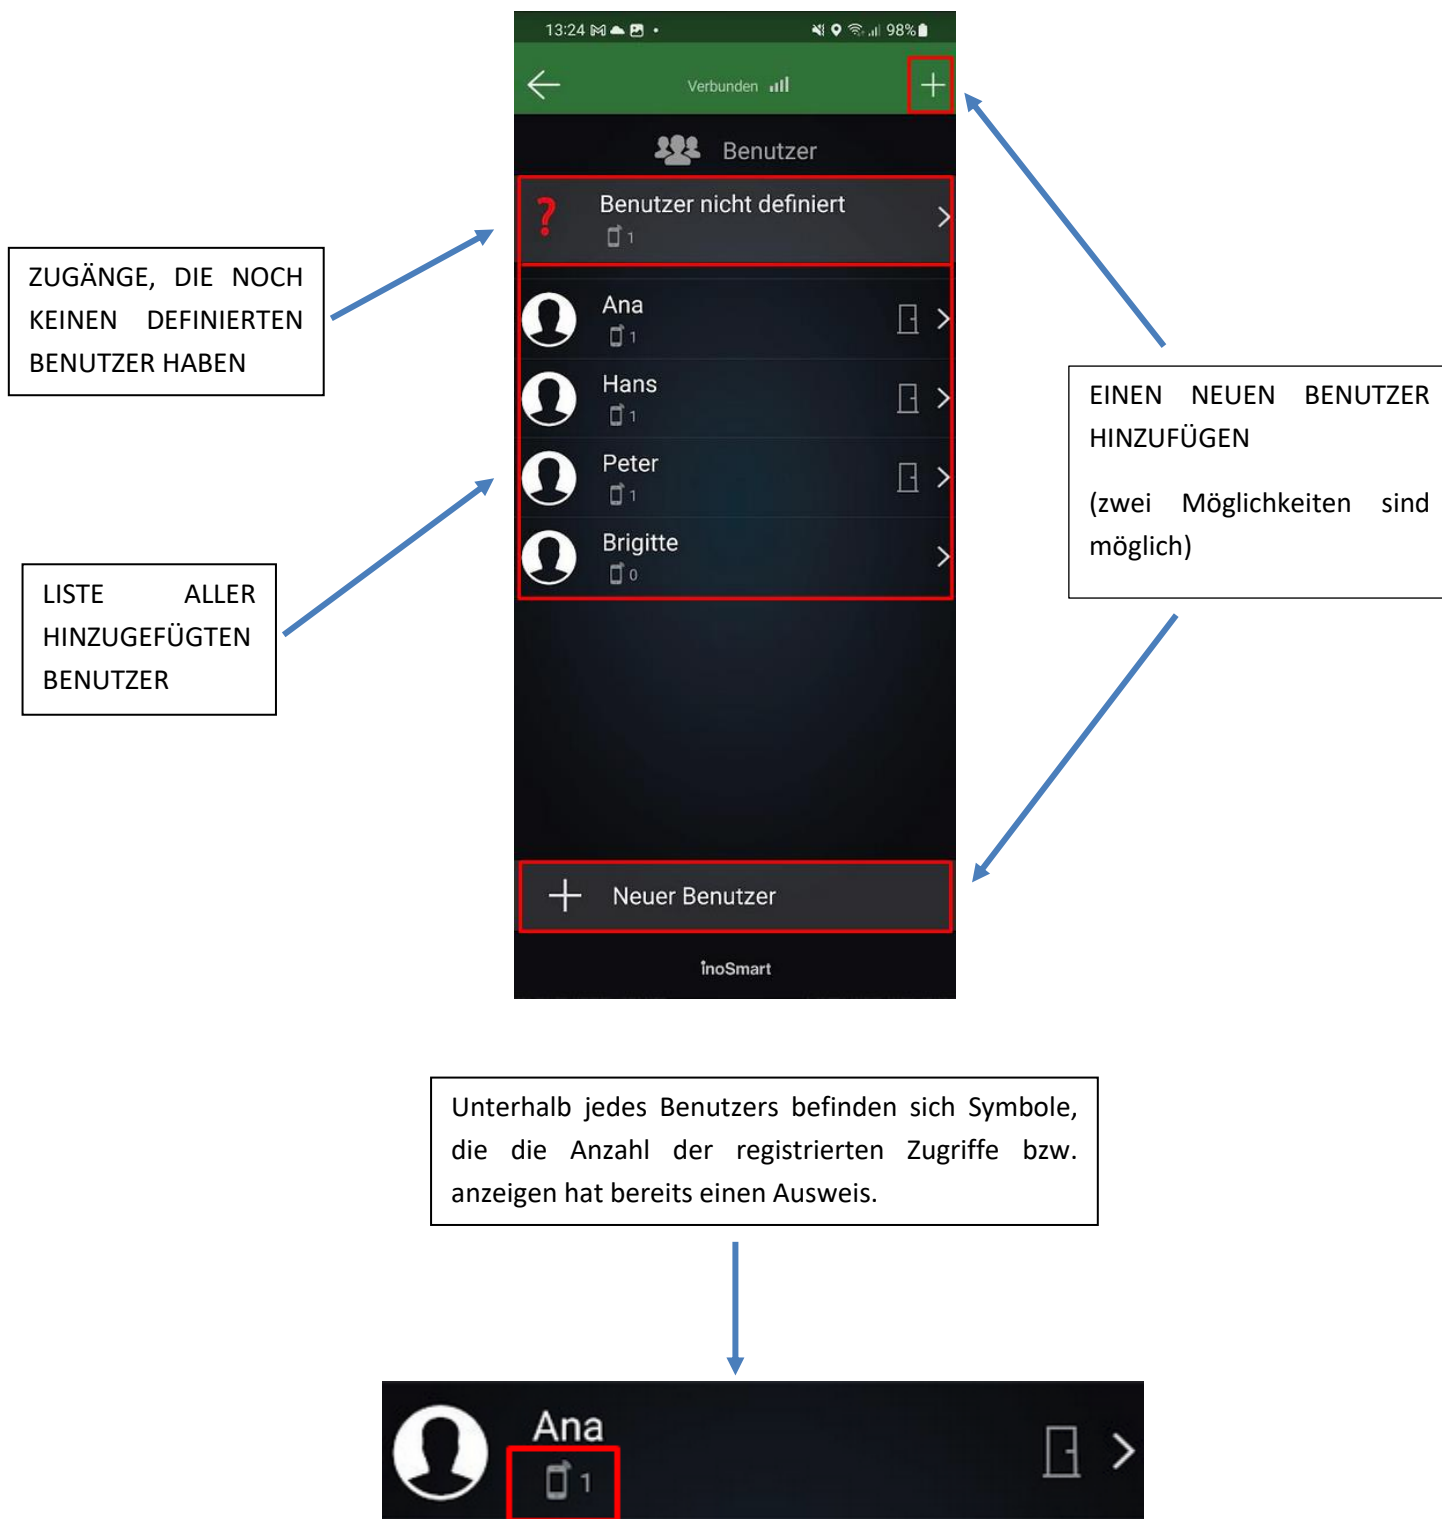 13:24
98%
Verbunden
Benutzer
Benutzer nicht definiert
1
ZUGÄNGE, DIE NOCH
KEINEN DEFINIERTEN
BENUTZER HABEN
Ana
1
Hans
1
Peter
1
Brigitte
0
LISTE ALLER
HINZUGEFÜGTEN
BENUTZER
EINEN NEUEN BENUTZER
HINZUFÜGEN
(zwei Möglichkeiten sind
möglich)
Neuer Benutzer
inoSmart
Unterhalb jedes Benutzers befinden sich Symbole,
die die Anzahl der registrierten Zugriffe bzw.
anzeigen hat bereits einen Ausweis.
Ana
1